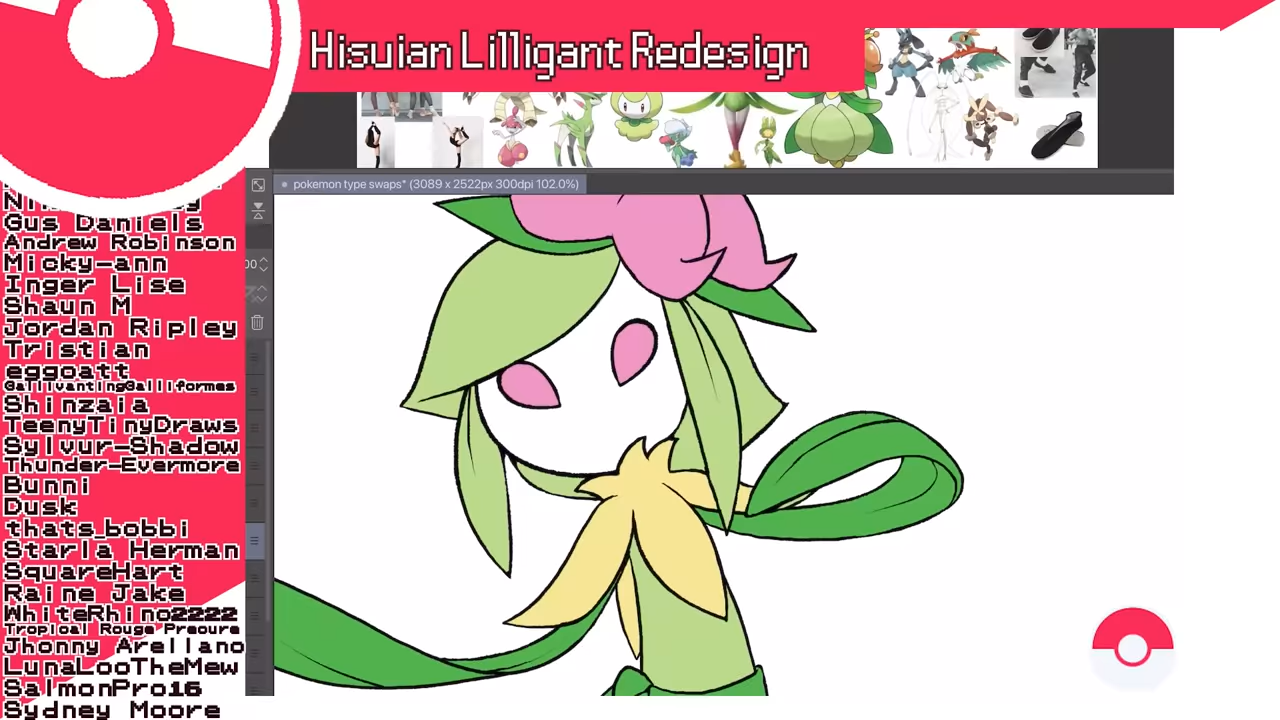 Hisuian Lilligant Redesign
pokemon type swaps* (3089 x 2522px 300dpi 102.0%)
Gus Daniels
Andrew Robinson
Micky-ann
Inger Lise
Shaun M
Jordan Ripley
Tristian
eggoatt
@alllvanting@alliformes
Shinzaia
TeenyTinyDraws
Sylvur-Shadow
Thunder-Evermore
Bunni
Dusk
thats_bobbi
Starla Herman
SquareHart
Raine Jake
WhiteRhino2222
Tropical Rouge Precure
Jhonny Arellano
LunaLooTheMew
SalmonPro16
Sydney Moore